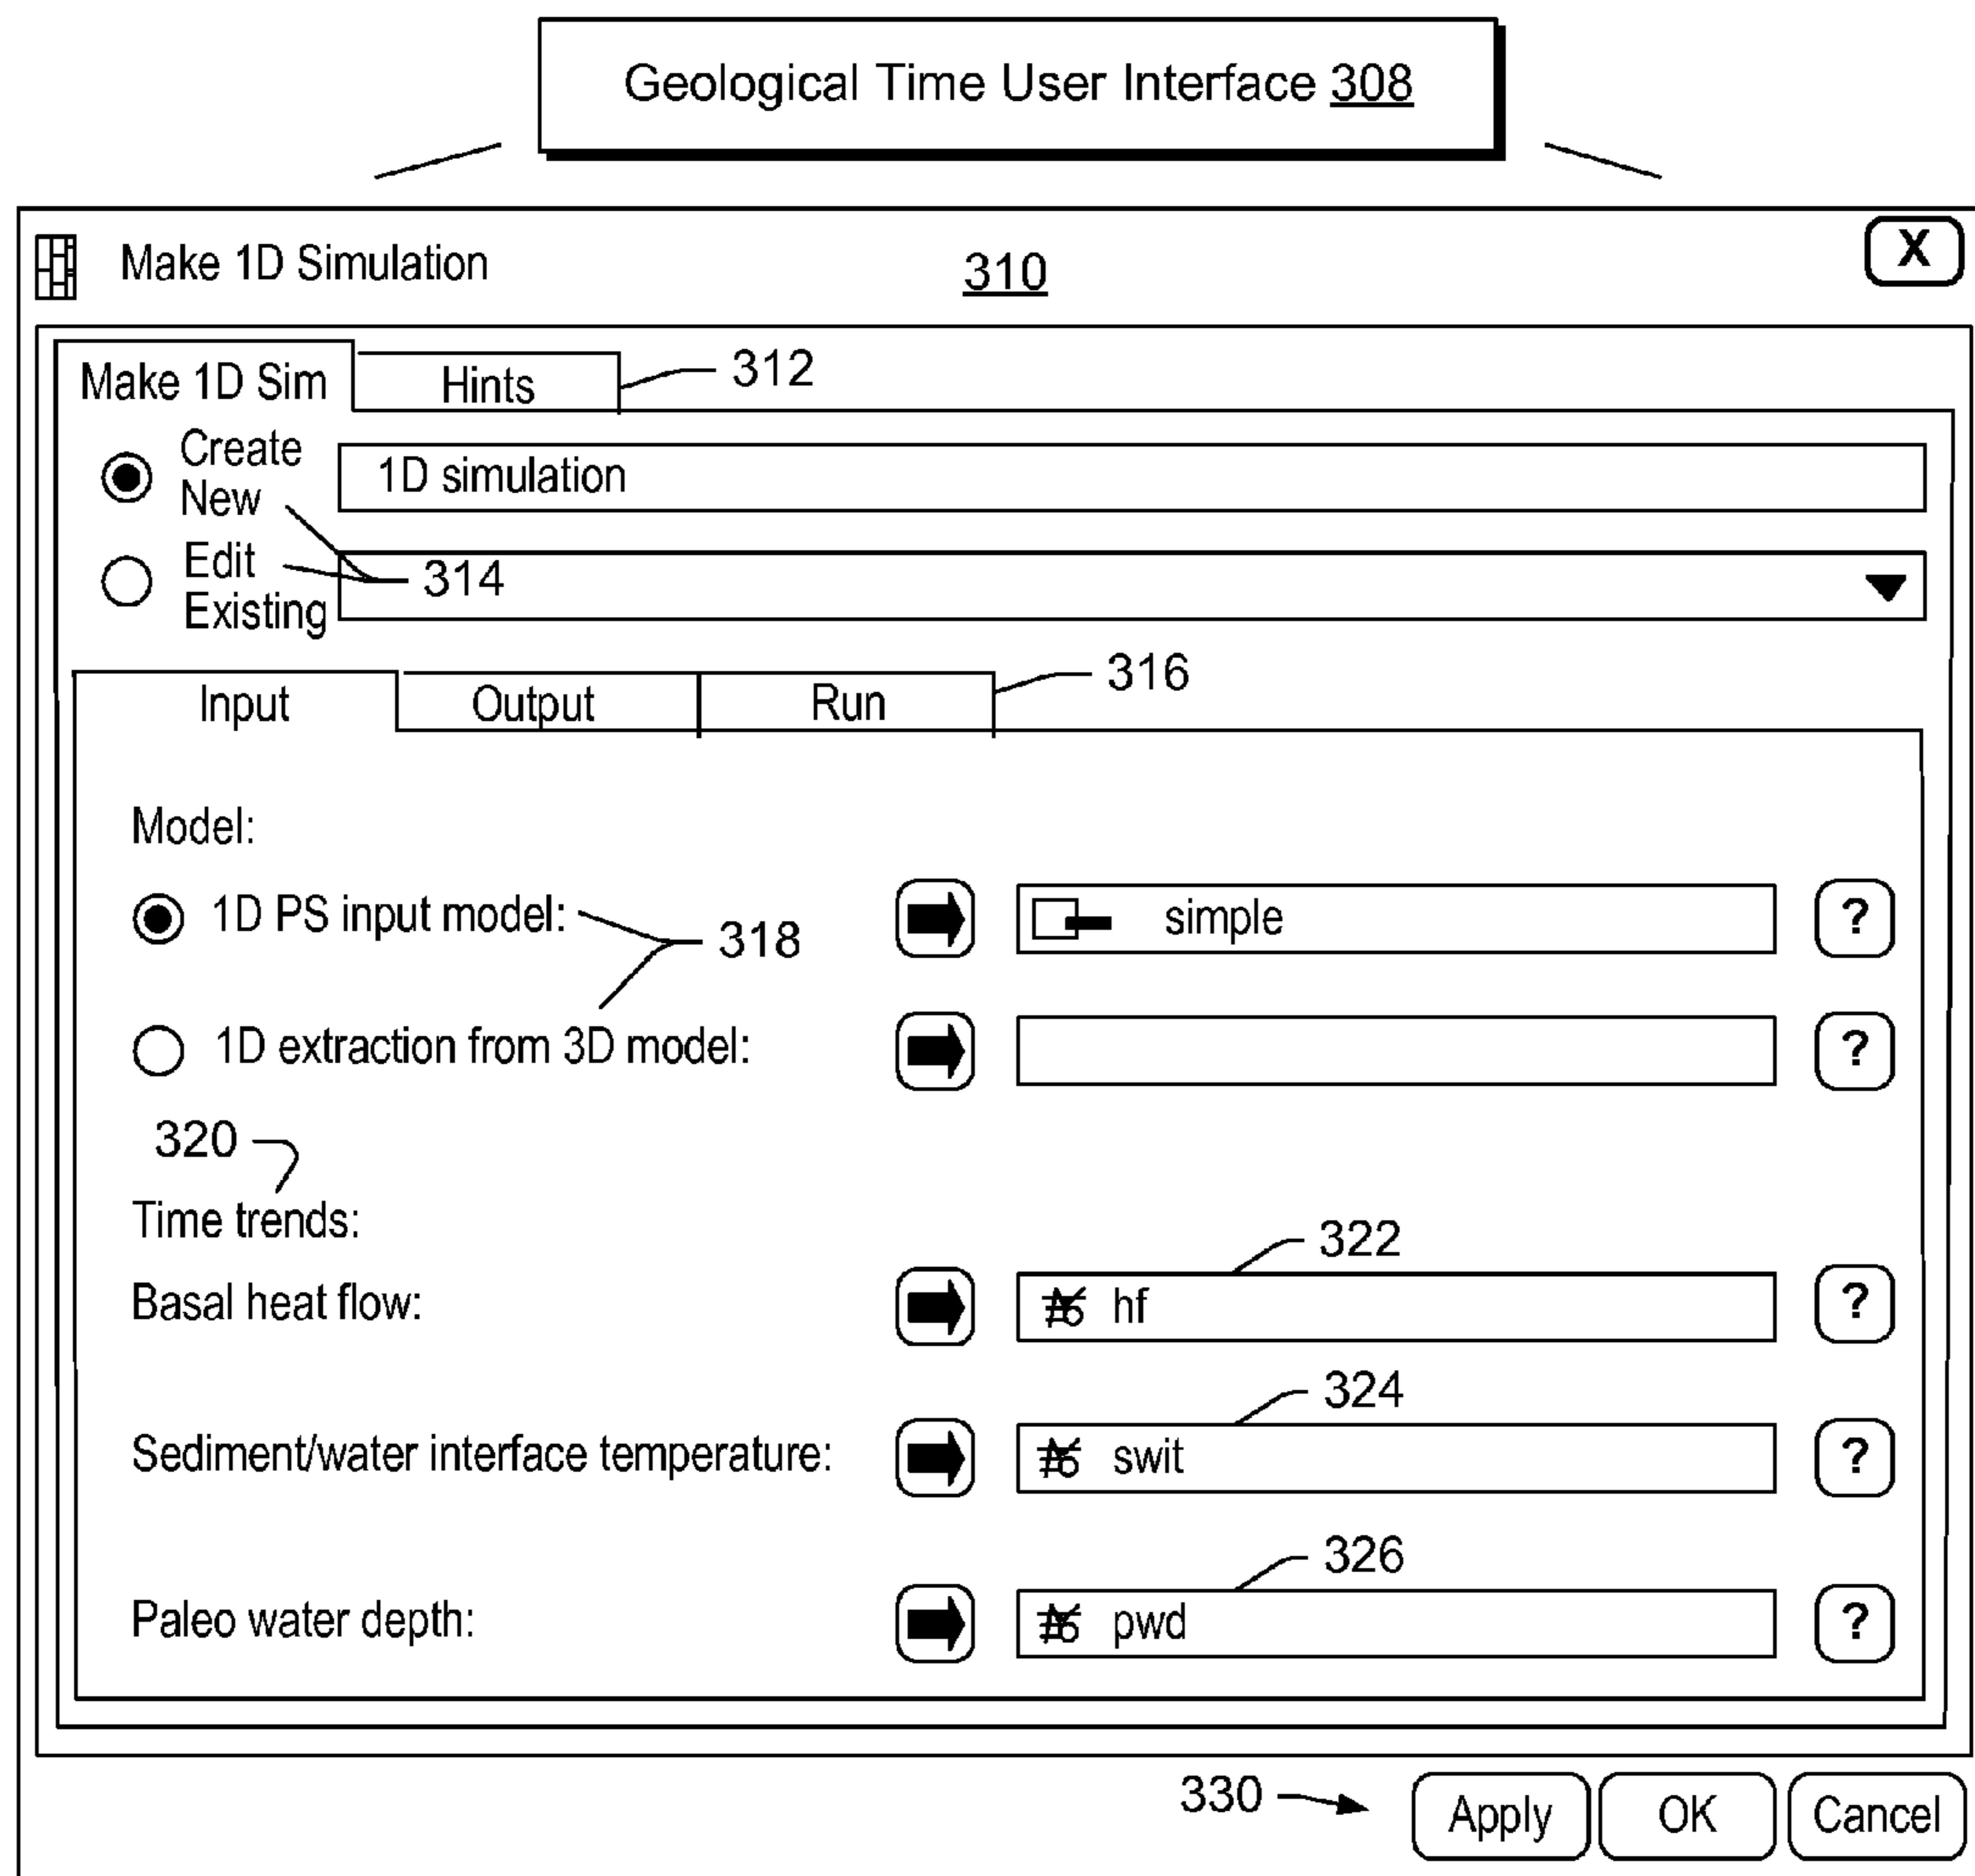 Geological Time User Interface 308
Make 1D Simulation 310 X
Make 1D Sim Hints 312
Create New 1D simulation
Edit Existing 314
Input Output Run 316
Model:
1D PS input model: 318 simple ?
1D extraction from 3D model: ?
320
Time trends:
322
Basal heat flow: hf ?
324
Sediment/water interface temperature: swit ?
326
Paleo water depth: pwd ?
330 Apply OK Cancel